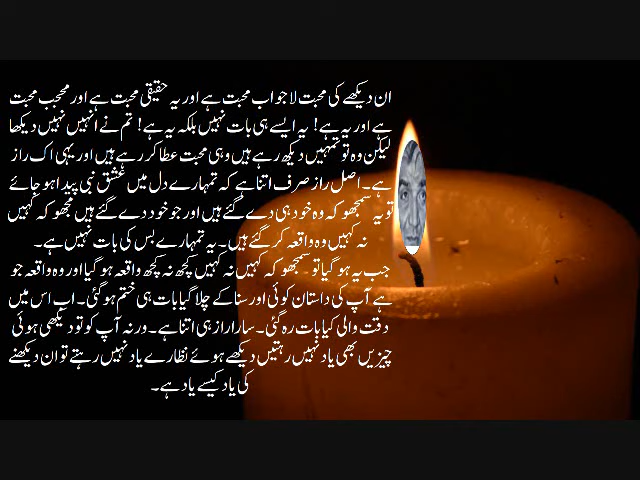 ان دیکھے کی محبت لاجواب محبت ہے اور یہ حقیقی محبت ہے اور محبوب محبت
ہے اور یہ ہے! یہ ایسے ہی بات نہیں بلکہ یہ ہے! تم نے انہیں نہیں دیکھا
لیکن وہ تو تمہیں دیکھ رہے ہیں وہی محبت عطا کر رہے ہیں اور یہی اک راز
ہے۔ اصل راز صرف اتنا ہے کہ تمہارے دل میں عشق نبی پیدا ہو جائے
تو یہ سمجھو کہ وہ خود ہی دے گئے ہیں اور جو خود دے گئے ہیں سمجھو کہ کہیں
نہ کہیں وہ واقعہ کر گئے ہیں۔ یہ تمہارے بس کی بات نہیں ہے۔
جب یہ ہو گیا تو سمجھو کہ کہیں نہ کہیں کچھ نہ کچھ واقعہ ہو گیا اور وہ واقعہ جو
ہے آپ کی داستان کوئی اور سنا کے چلا گیا بات ہی ختم ہو گئی۔ اب اس میں
دقت والی کیا بات رہ گئی۔ سارا راز ہی اتنا ہے۔ ورنہ آپ کو تو دیکھی ہوئی
چیزیں بھی یاد نہیں رہتیں دیکھے ہوئے نظارے یاد نہیں رہتے تو ان دیکھنے
کی یاد کیسے یاد ہے۔